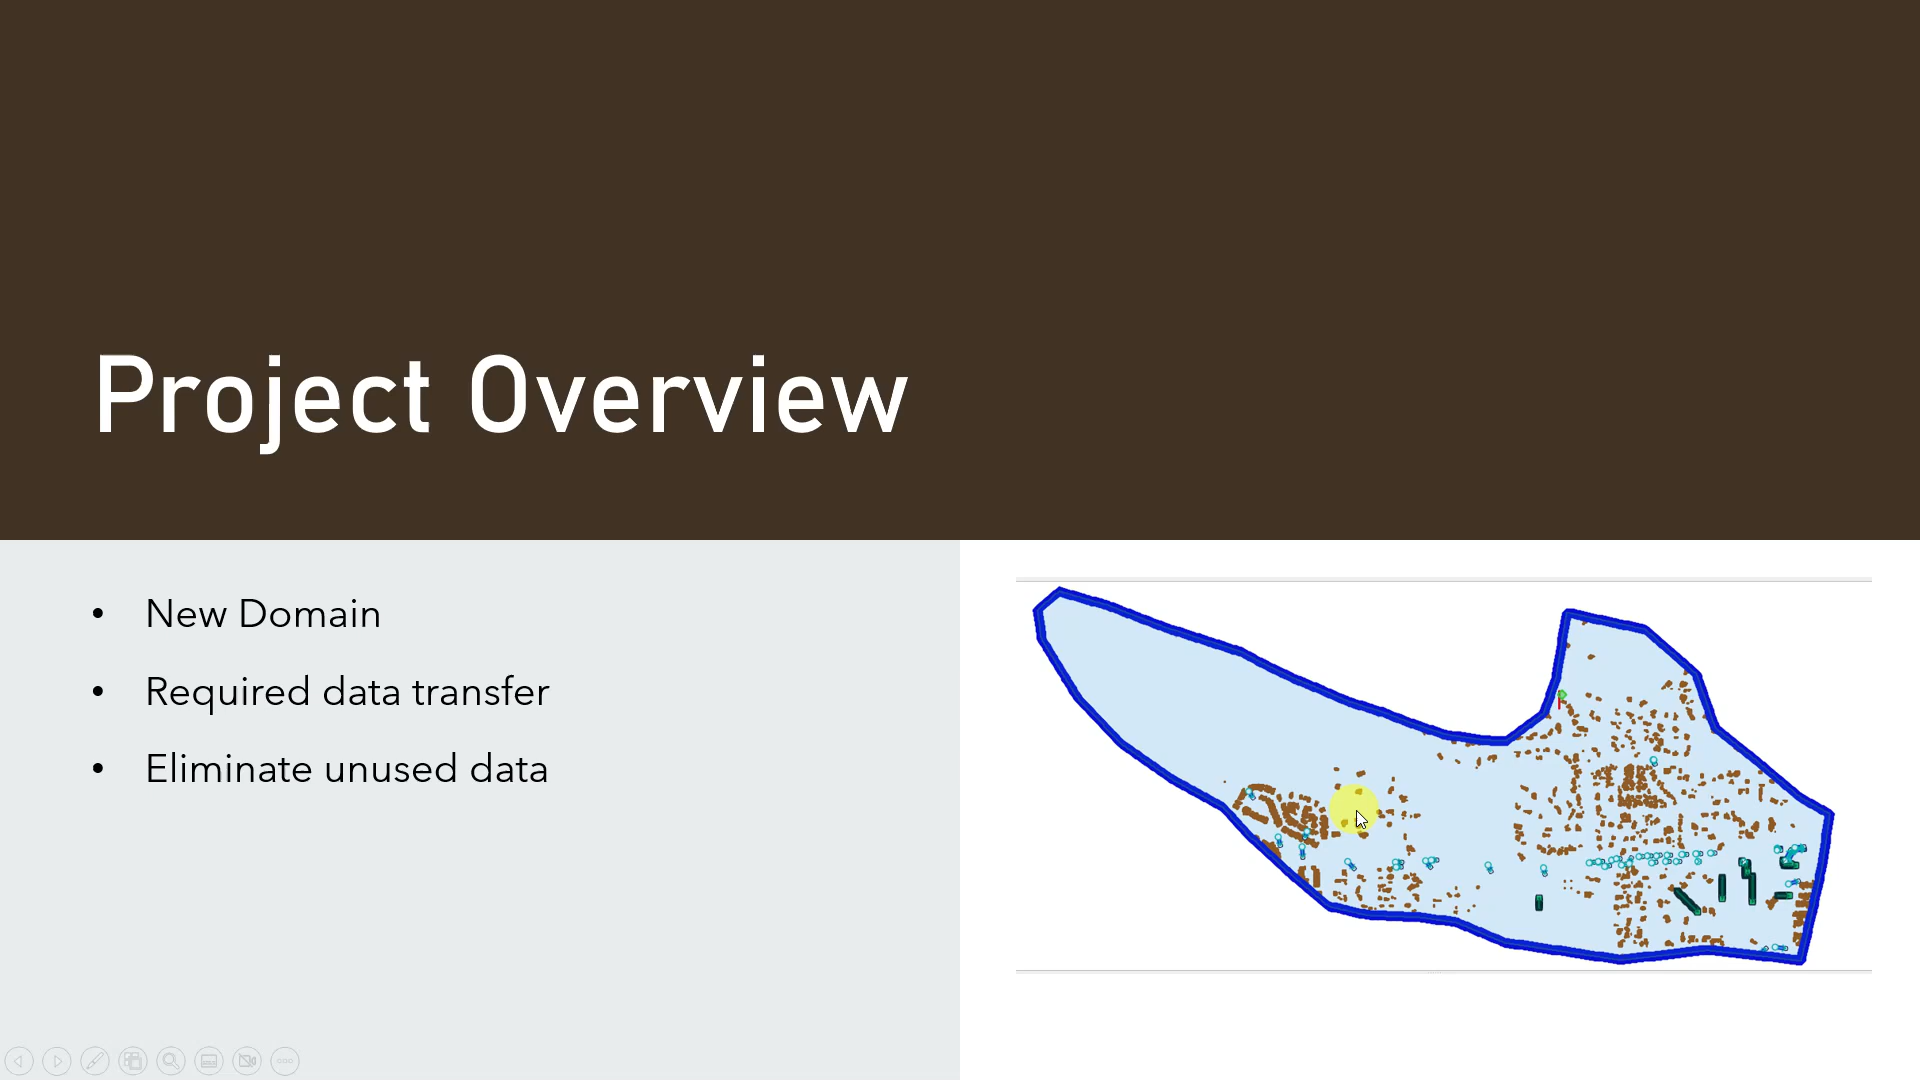 Project Overview
• New Domain
• Required data transfer
• Eliminate unused data